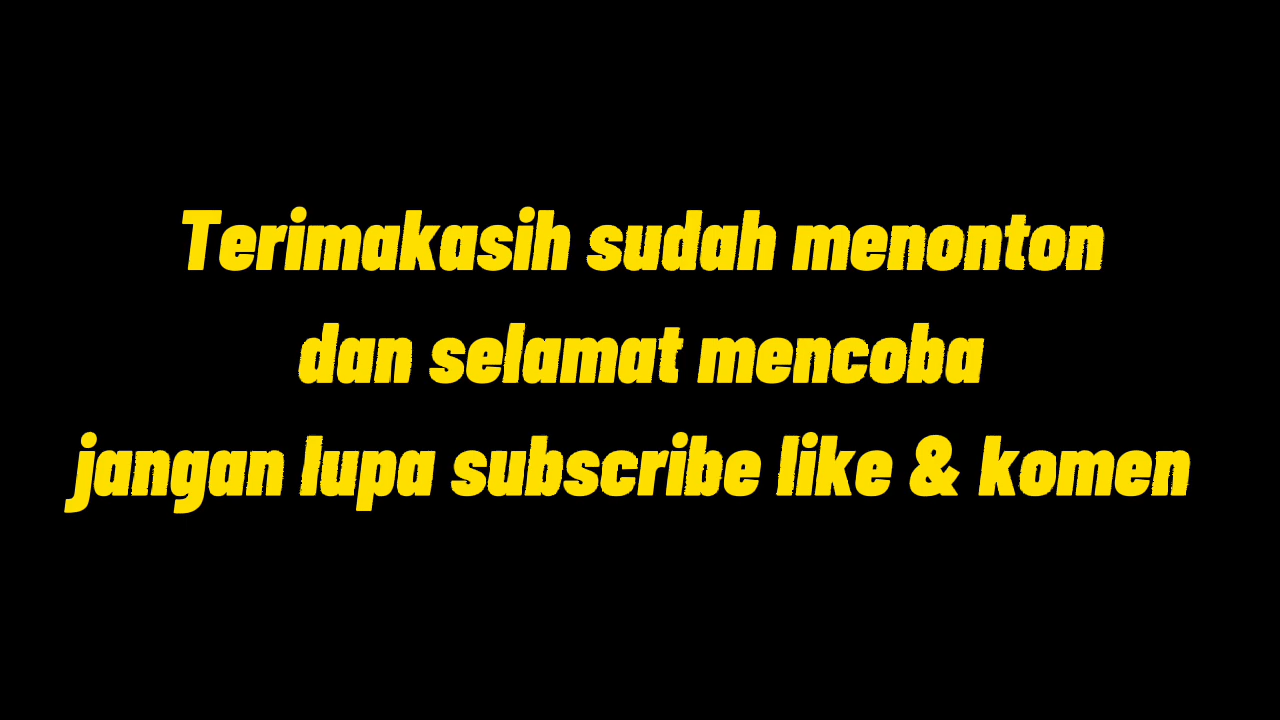 Terimakasih sudah menonton
dan selamat mencoba
jangan lupa subscribe like & komen